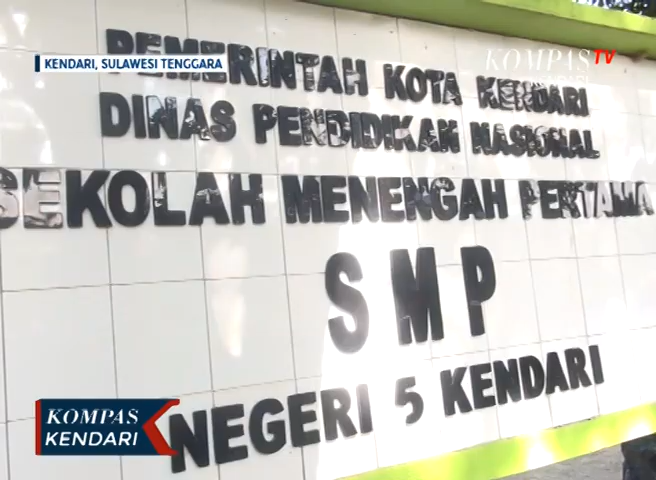 KENDARI, SULAWESI TENGGARA
KOMPAS TV
KENDARI
PEMERINTAH KOTA KENDARI
DINAS PENDIDIKAN NASIONAL
SEKOLAH MENENGAH PERTAMA
SMP
NEGERI 5 KENDARI
KOMPAS
KENDARI